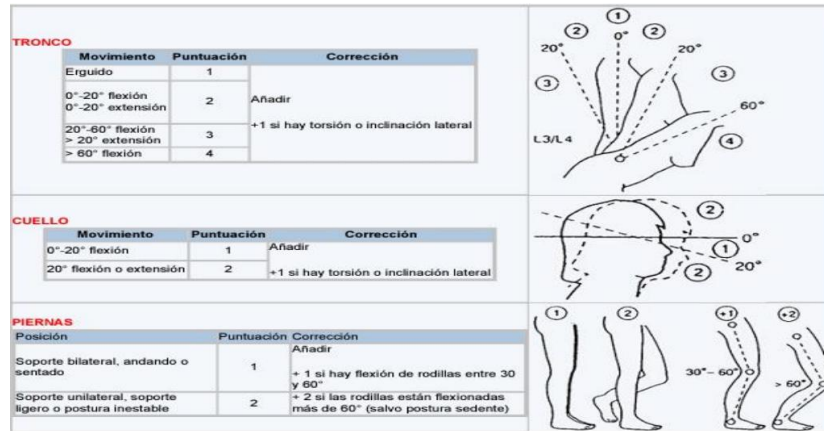 TRONCO
Movimiento Puntuación Corrección
Erguido 1
0°-20° flexión
0°-20° extensión 2
20°-60° flexión
> 20° extensión 3
> 60° flexión 4
Añadir
+1 si hay torsión o inclinación lateral
1
2 0° 2
20° 20°
3 3
60°
L3/L4 4
CUELLO
Movimiento Puntuación Corrección
0°-20° flexión 1
20° flexión o extensión 2
Añadir
+1 si hay torsión o inclinación lateral
2
0°
1
20°
2
PIERNAS
Posición Puntuación Corrección
Soporte bilateral, andando o
sentado 1
Añadir
+ 1 si hay flexión de rodillas entre 30
y 60°
Soporte unilateral, soporte
ligero o postura inestable 2
+ 2 si las rodillas están flexionadas
más de 60° (salvo postura sedente)
1 2 +1 +2
30°-60° > 60°